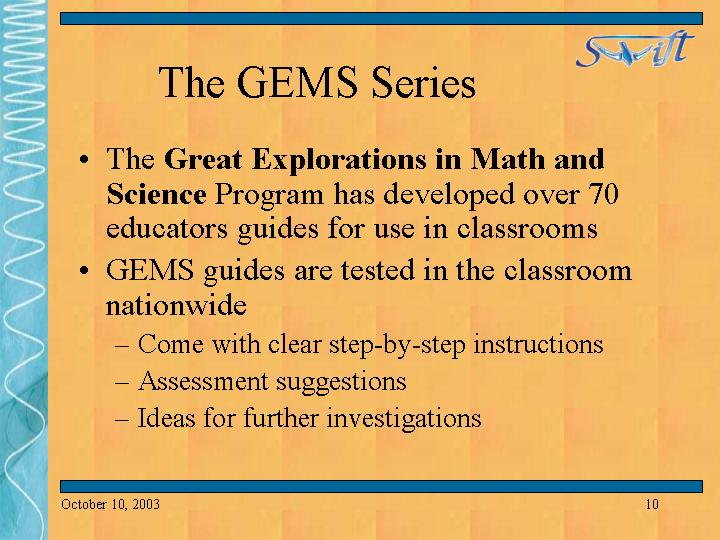 Swift
The GEMS Series
• The Great Explorations in Math and
Science Program has developed over 70
educators guides for use in classrooms
• GEMS guides are tested in the classroom
nationwide
– Come with clear step-by-step instructions
– Assessment suggestions
– Ideas for further investigations
October 10, 2003
10